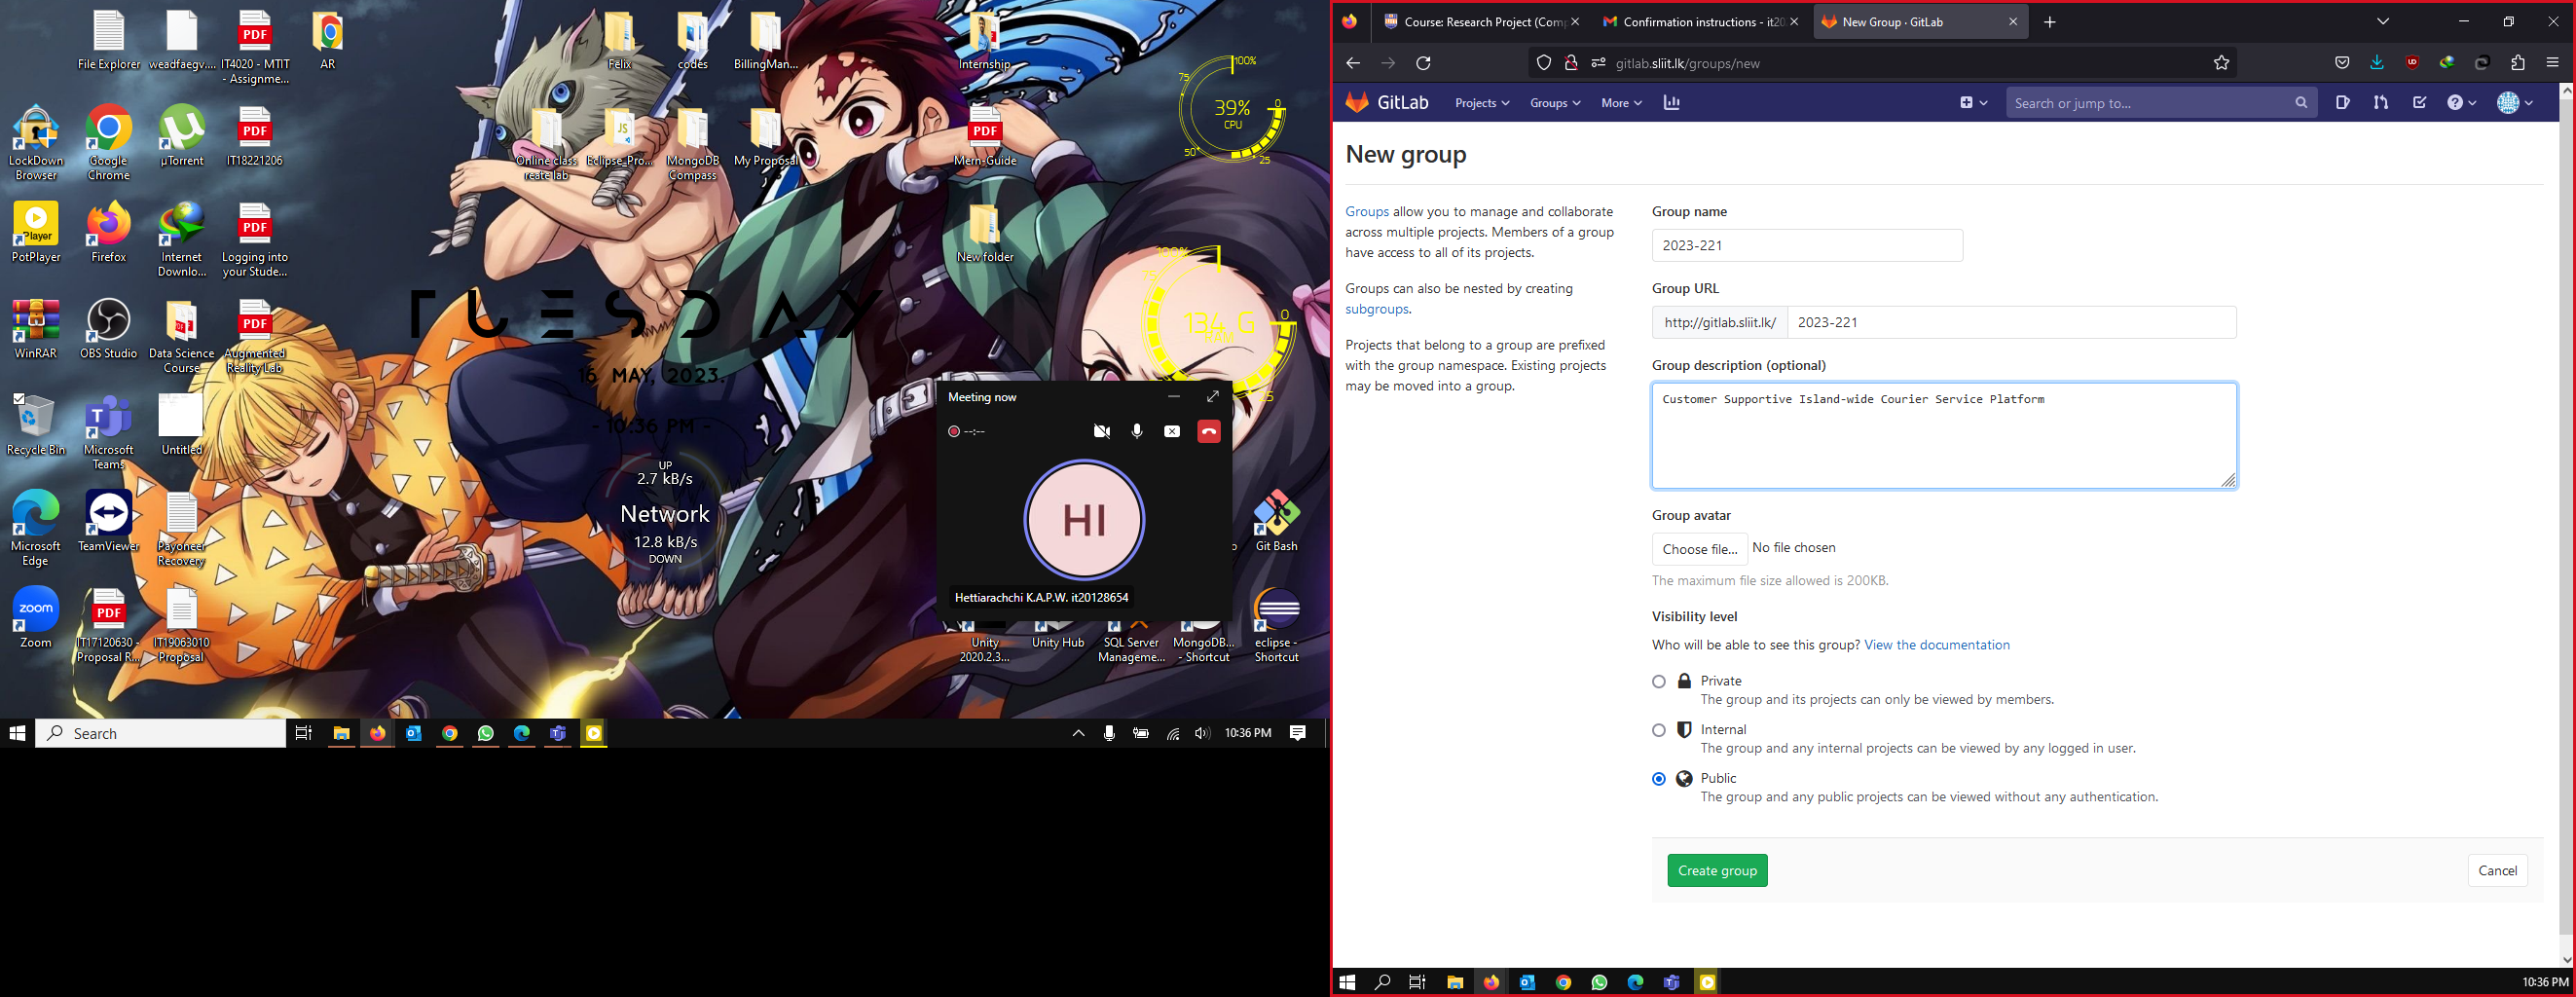 File Explorer
weadfaegv....
IT4020 - MTIT
- Assignme...
AR
Felix
codes
BillingMan...
Internship
LockDown
Browser
Google
Chrome
µTorrent
IT18221206
Online class
reate lab
Eclipse_Pro...
MongoDB
Compass
My Proposal
Mern-Guide
100%
75
39%
CPU
0
50
25
PotPlayer
Firefox
Internet
Downlo...
Logging into
your Stude...
New folder
WinRAR
OBS Studio
Data Science
Course
Augmented
Reality Lab
TUESDAY
16 MAY, 2023.
- 10:36 PM -
100%
134 G
RAM
0
25
Recycle Bin
Microsoft
Teams
Untitled
UP
2.7 kB/s
Network
12.8 kB/s
DOWN
Meeting now
--:--
HI
Hettiarachchi K.A.P.W. it20128654
Microsoft
Edge
TeamViewer
Payoneer
Recovery
Git Bash
zoom
Zoom
IT17120630 -
Proposal R...
IT19063010
Proposal
Unity
2020.2.3...
Unity Hub
SQL Server
Manageme...
MongoDB...
- Shortcut
eclipse -
Shortcut
Search
10:36 PM
Course: Research Project (Comp
Confirmation instructions - it20
New Group · GitLab
gitlab.sliit.lk/groups/new
GitLab
Projects
Groups
More
Search or jump to...
New group
Groups allow you to manage and collaborate
across multiple projects. Members of a group
have access to all of its projects.
Groups can also be nested by creating
subgroups.
Projects that belong to a group are prefixed
with the group namespace. Existing projects
may be moved into a group.
Group name
2023-221
Group URL
http://gitlab.sliit.lk/ 2023-221
Group description (optional)
Customer Supportive Island-wide Courier Service Platform
Group avatar
Choose file... No file chosen
The maximum file size allowed is 200KB.
Visibility level
Who will be able to see this group? View the documentation
Private
The group and its projects can only be viewed by members.
Internal
The group and any internal projects can be viewed by any logged in user.
Public
The group and any public projects can be viewed without any authentication.
Create group
Cancel
10:36 PM